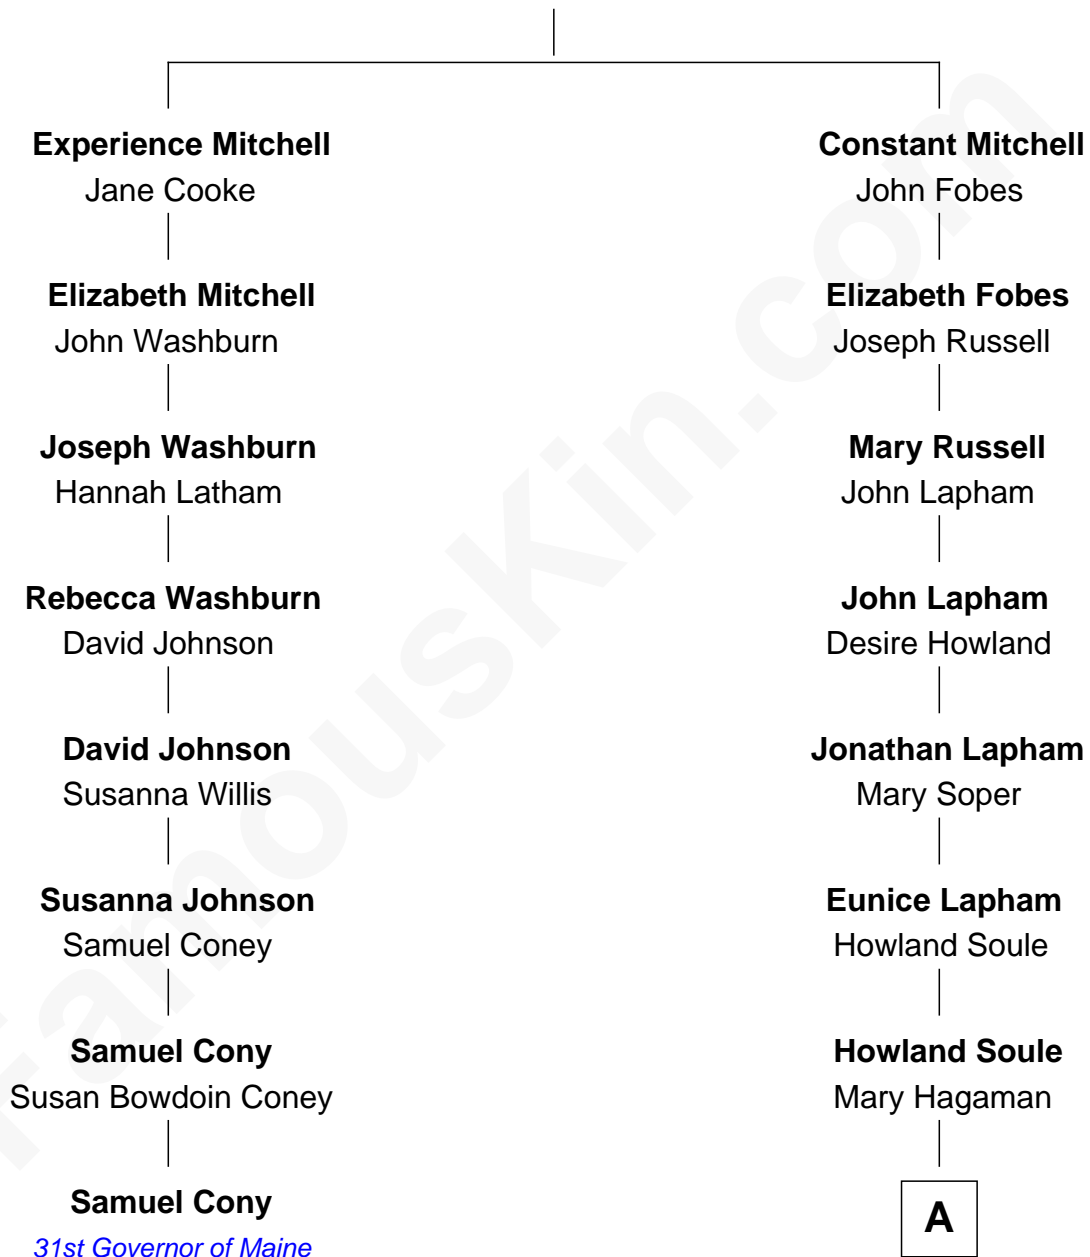 Experience Mitchell
Jane Cooke
Constant Mitchell
John Fobes
Elizabeth Mitchell
John Washburn
Elizabeth Fobes
Joseph Russell
Joseph Washburn
Hannah Latham
Mary Russell
John Lapham
Rebecca Washburn
David Johnson
John Lapham
Desire Howland
David Johnson
Susanna Willis
Jonathan Lapham
Mary Soper
Susanna Johnson
Samuel Coney
Eunice Lapham
Howland Soule
Samuel Cony
Susan Bowdoin Coney
Howland Soule
Mary Hagaman
Samuel Cony
31st Governor of Maine
A
FamousKin.com